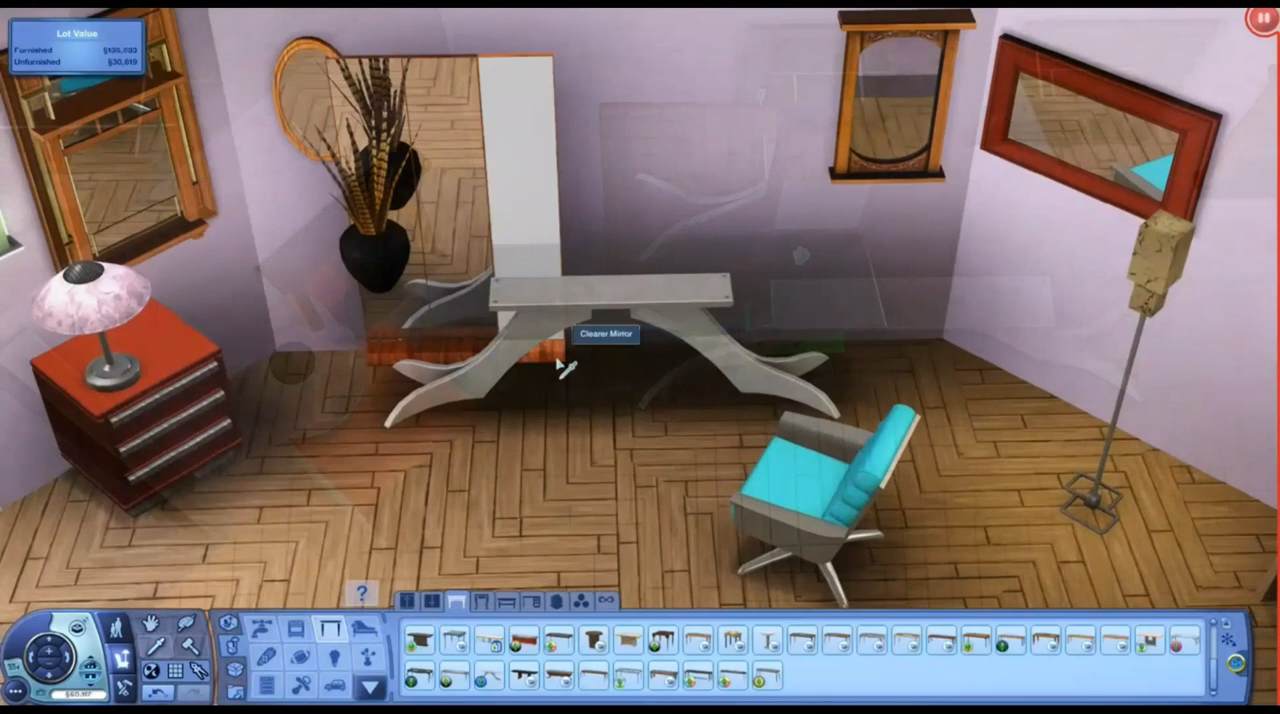 Lot Value
Furnished
Unfurnished §30,619
Clearer Mirror
?